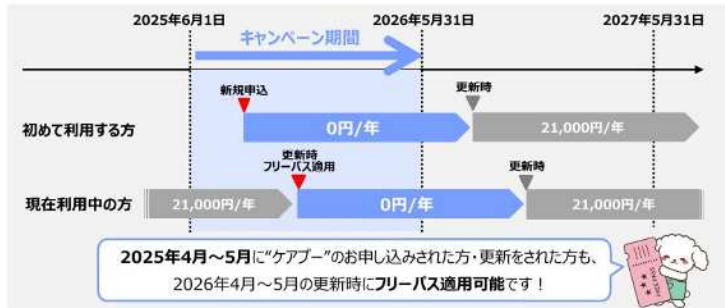 2025年6月1日
2026年5月31日
2027年5月31日
キャンペーン期間
新規申込
更新時
初めて利用する方
0円/年
21,000円/年
更新時
フリーパス適用
更新時
現在利用中の方
21,000円/年
0円/年
21,000円/年
2025年4月～5月に“ケアプー”のお申し込みされた方・更新をされた方も、
2026年4月～5月の更新時にフリーパス適用可能です！